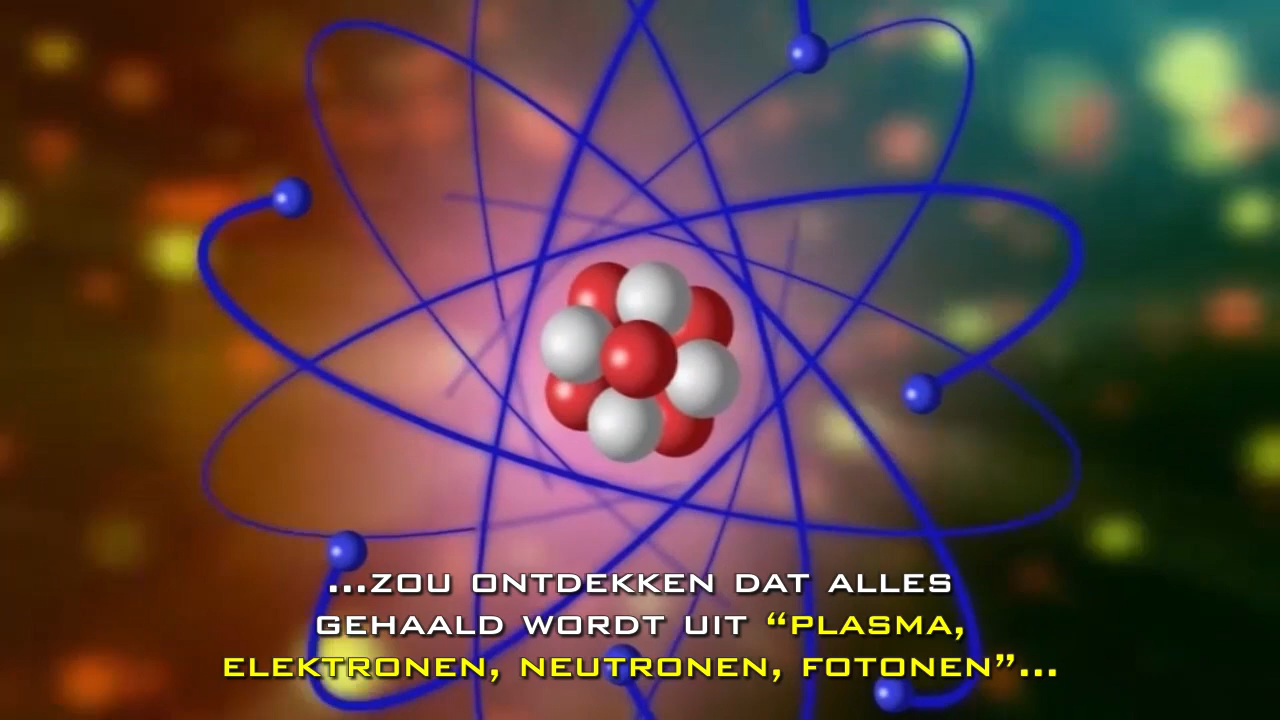 ...ZOU ONTDEKKEN DAT ALLES
GEHAALD WORDT UIT “PLASMA,
ELEKTRONEN, NEUTRONEN, FOTONEN”...